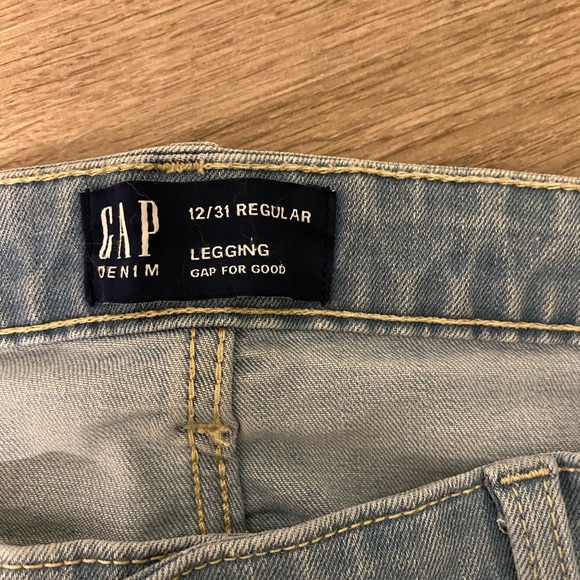 GAP
DENIM
12/31 REGULAR
LEGGING
GAP FOR GOOD